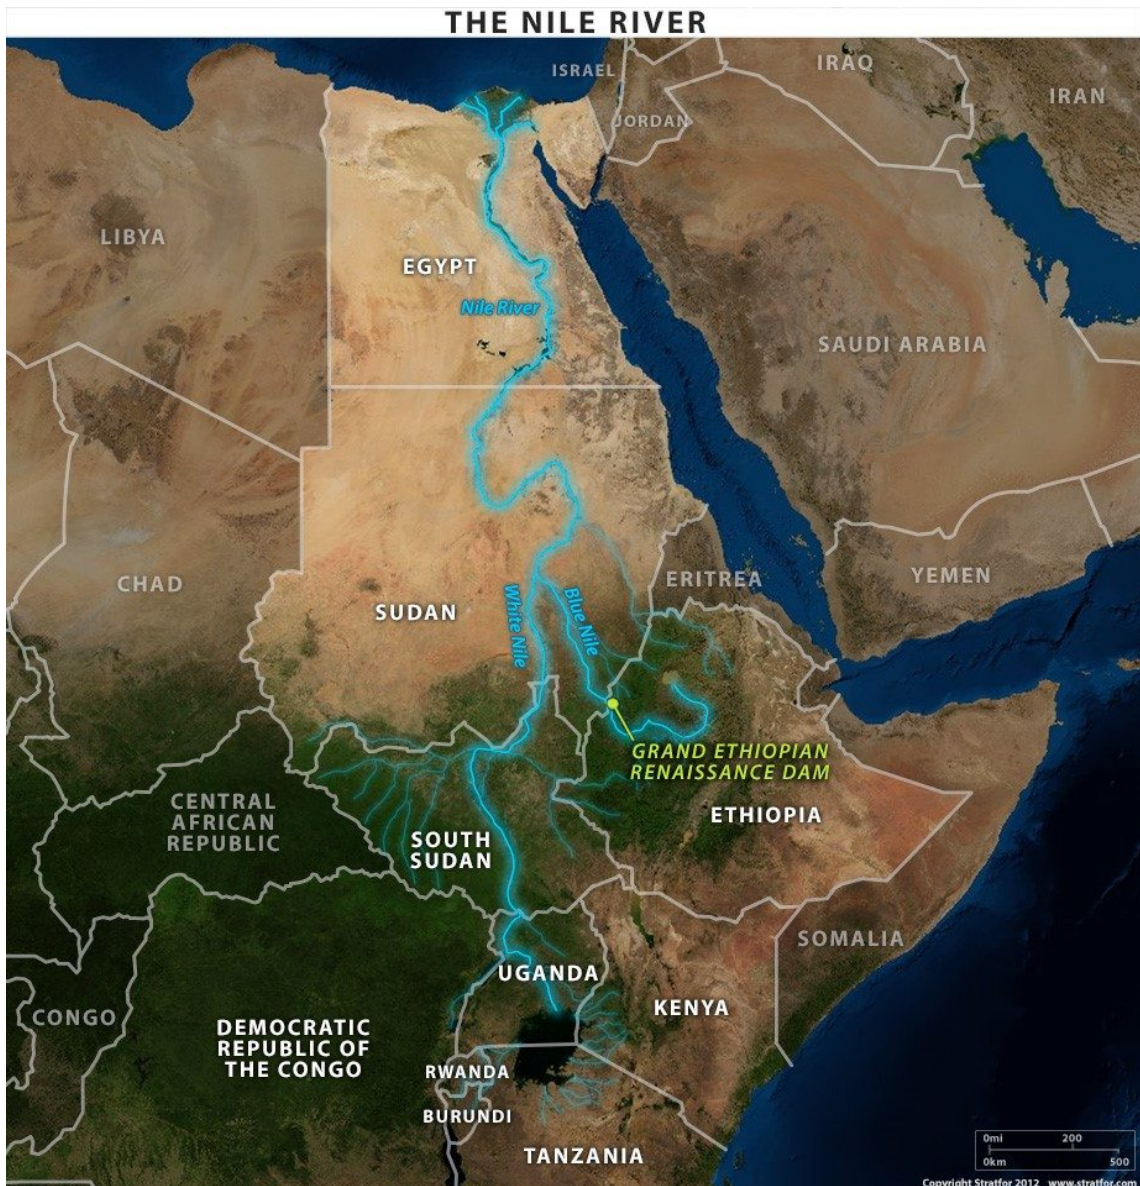 THE NILE RIVER
ISRAEL
IRAQ
IRAN
JORDAN
LIBYA
EGYPT
Nile River
SAUDI ARABIA
CHAD
SUDAN
White Nile
Blue Nile
ERITREA
YEMEN
GRAND ETHIOPIAN
RENAISSANCE DAM
CENTRAL
AFRICAN
REPUBLIC
SOUTH
SUDAN
ETHIOPIA
SOMALIA
UGANDA
KENYA
CONGO
DEMOCRATIC
REPUBLIC OF
THE CONGO
RWANDA
BURUNDI
TANZANIA
0mi 200
0km 500
Copyright Stratfor 2012 www.stratfor.com